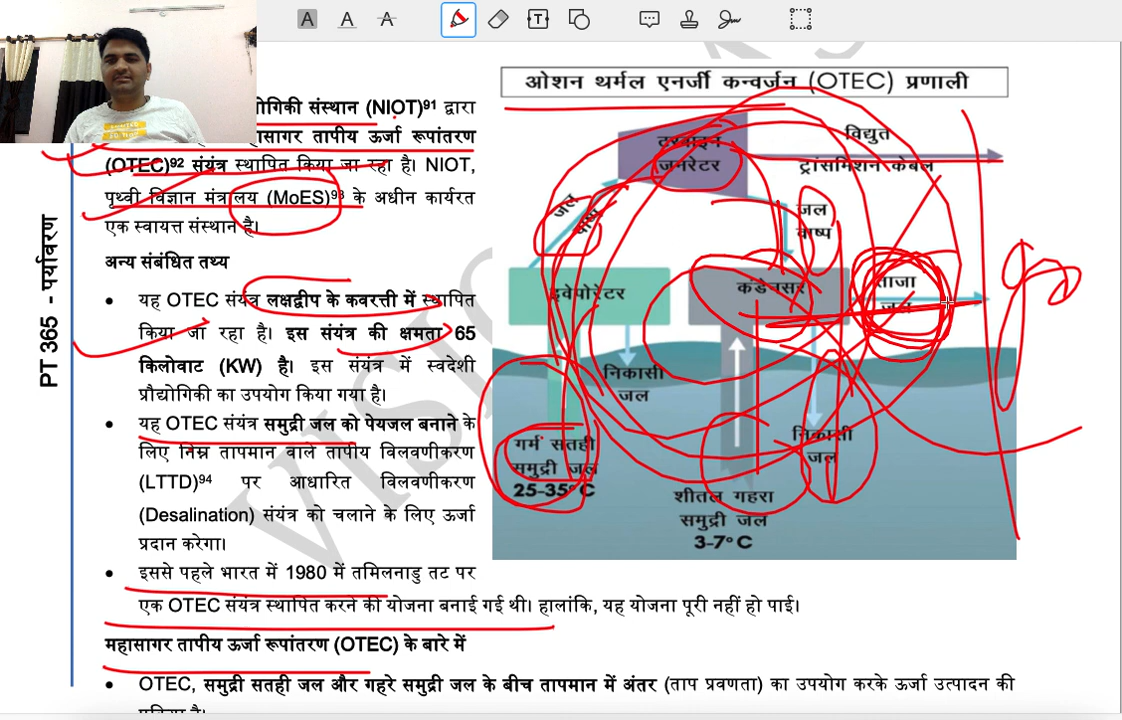 ओशन थर्मल एनर्जी कन्वर्जन (OTEC) प्रणाली
योगिकी संस्थान (NIOT)91 द्वारा
हासागर तापीय ऊर्जा रूपांतरण
(OTEC)92 संयंत्र स्थापित किया जा रहा है। NIOT,
पृथ्वी विज्ञान मंत्रालय (MoES)93 के अधीन कार्यरत
एक स्वायत्त संस्थान है।
अन्य संबंधित तथ्य
• यह OTEC संयंत्र लक्षद्वीप के कवरत्ती में स्थापित
किया जा रहा है। इस संयंत्र की क्षमता 65
किलोवाट (KW) है। इस संयंत्र में स्वदेशी
प्रौद्योगिकी का उपयोग किया गया है।
• यह OTEC संयंत्र समुद्री जल को पेयजल बनाने के
लिए निम्न तापमान वाले तापीय विलवणीकरण
(LTTD)94 पर आधारित विलवणीकरण
(Desalination) संयंत्र को चलाने के लिए ऊर्जा
प्रदान करेगा।
• इससे पहले भारत में 1980 में तमिलनाडु तट पर
एक OTEC संयंत्र स्थापित करने की योजना बनाई गई थी। हालांकि, यह योजना पूरी नहीं हो पाई।
महासागर तापीय ऊर्जा रूपांतरण (OTEC) के बारे में
• OTEC, समुद्री सतही जल और गहरे समुद्री जल के बीच तापमान में अंतर (ताप प्रवणता) का उपयोग करके ऊर्जा उत्पादन की
टरबाइन
जनरेटर
विद्युत
ट्रांसमिशन केबल
जल
वाष्प
जल
वाष्प
इवेपोरेटर
कंडेनसर
ताजा
जल
निकासी
जल
निकासी
जल
गर्म सतही
समुद्री जल
25-35°C
शीतल गहरा
समुद्री जल
3-7°C
PT 365 - पर्यावरण